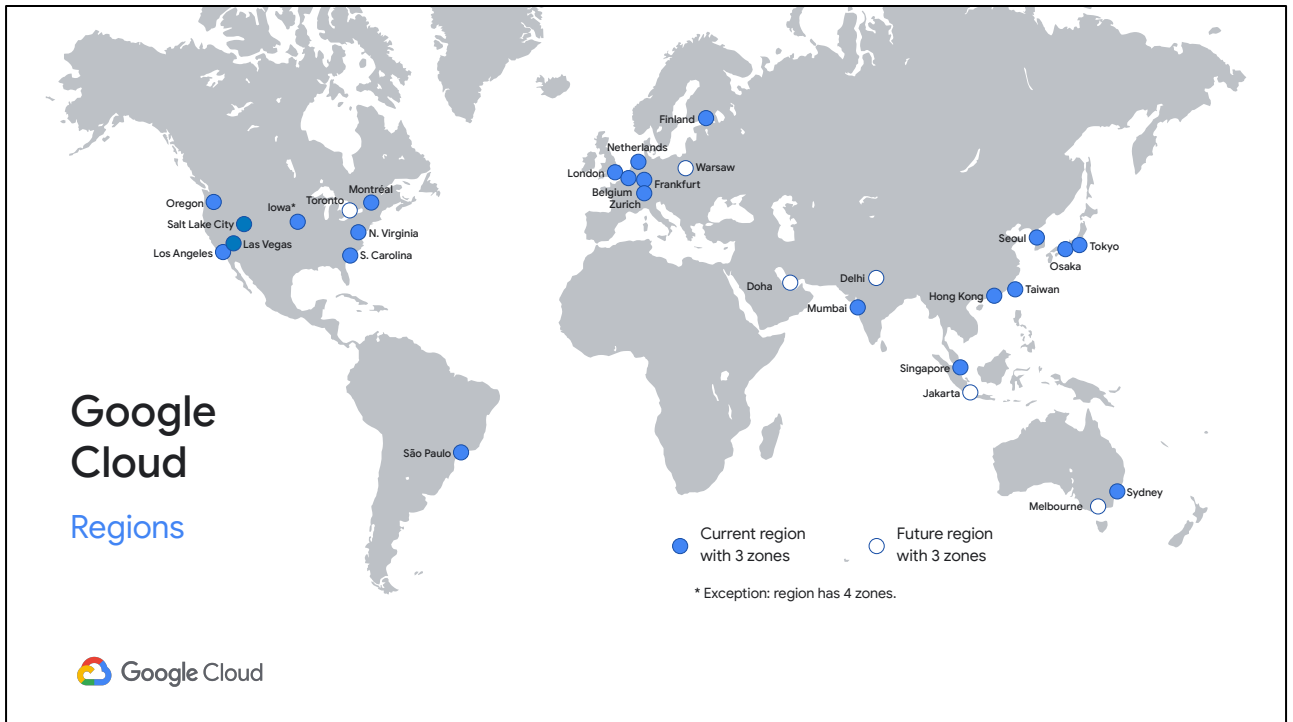 Finland
Netherlands
London
Warsaw
Belgium
Frankfurt
Zurich
Montréal
Toronto
Oregon
Iowa*
Salt Lake City
N. Virginia
Las Vegas
Los Angeles
S. Carolina
Seoul
Tokyo
Osaka
Doha
Delhi
Mumbai
Hong Kong
Taiwan
Singapore
Jakarta
São Paulo
Sydney
Melbourne
Google
Cloud
Regions
Current region
with 3 zones
Future region
with 3 zones
* Exception: region has 4 zones.
Google Cloud